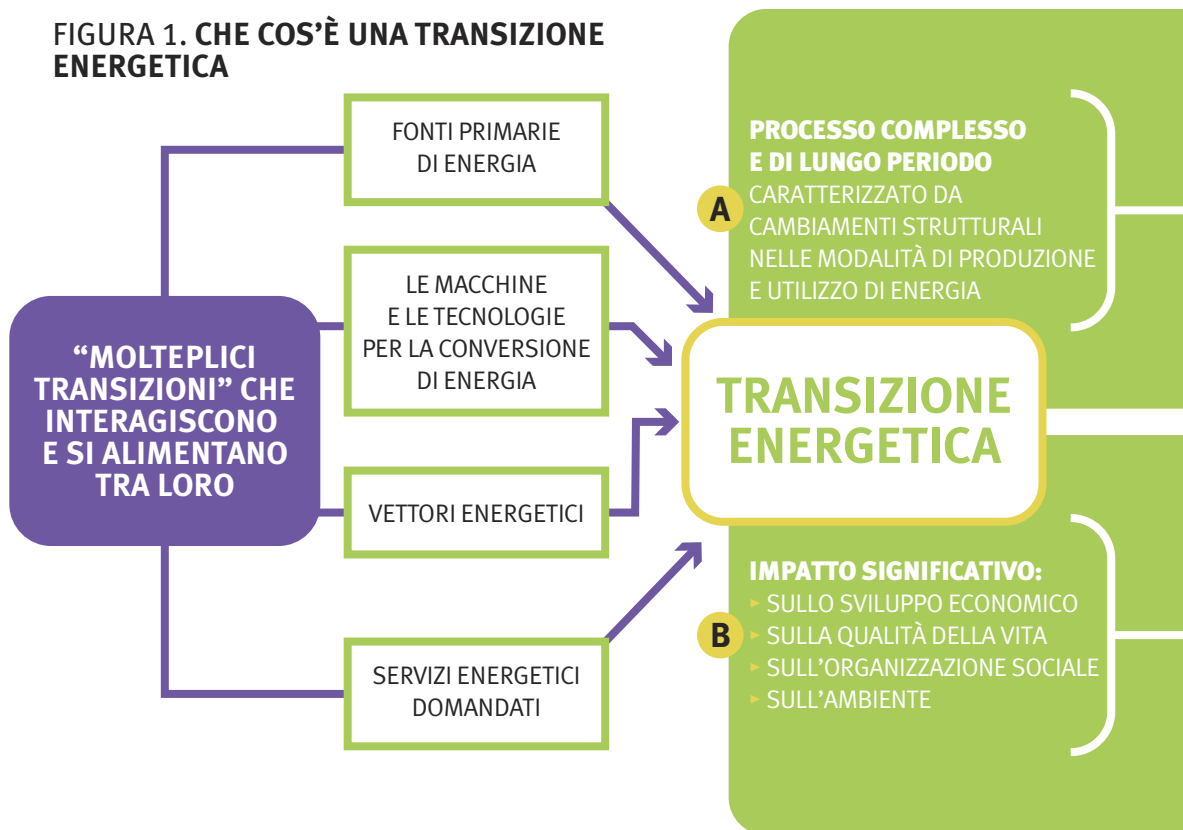 FIGURA 1. CHE COS’È UNA TRANSIZIONE
ENERGETICA
“MOLTEPLICI
TRANSIZIONI” CHE
INTERAGISCONO
E SI ALIMENTANO
TRA LORO
FONTI PRIMARIE
DI ENERGIA
LE MACCHINE
E LE TECNOLOGIE
PER LA CONVERSIONE
DI ENERGIA
VETTORI ENERGETICI
SERVIZI ENERGETICI
DOMANDATI
TRANSIZIONE
ENERGETICA
A
PROCESSO COMPLESSO
E DI LUNGO PERIODO
CARATTERIZZATO DA
CAMBIAMENTI STRUTTURALI
NELLE MODALITÀ DI PRODUZIONE
E UTILIZZO DI ENERGIA
B
IMPATTO SIGNIFICATIVO:
▸ SULLO SVILUPPO ECONOMICO
▸ SULLA QUALITÀ DELLA VITA
▸ SULL’ORGANIZZAZIONE SOCIALE
▸ SULL’AMBIENTE